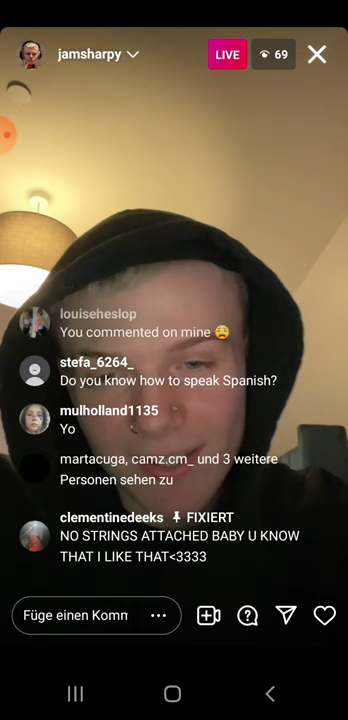 jamsharpy
LIVE
69
louiseheslop
You commented on mine 😩
stefa_6264_
Do you know how to speak Spanish?
mulholland1135
Yo
martacuga, camz.cm_ und 3 weitere
Personen sehen zu
clementinedeeks FIXIERT
NO STRINGS ATTACHED BABY U KNOW
THAT I LIKE THAT<3333
Füge einen Komm